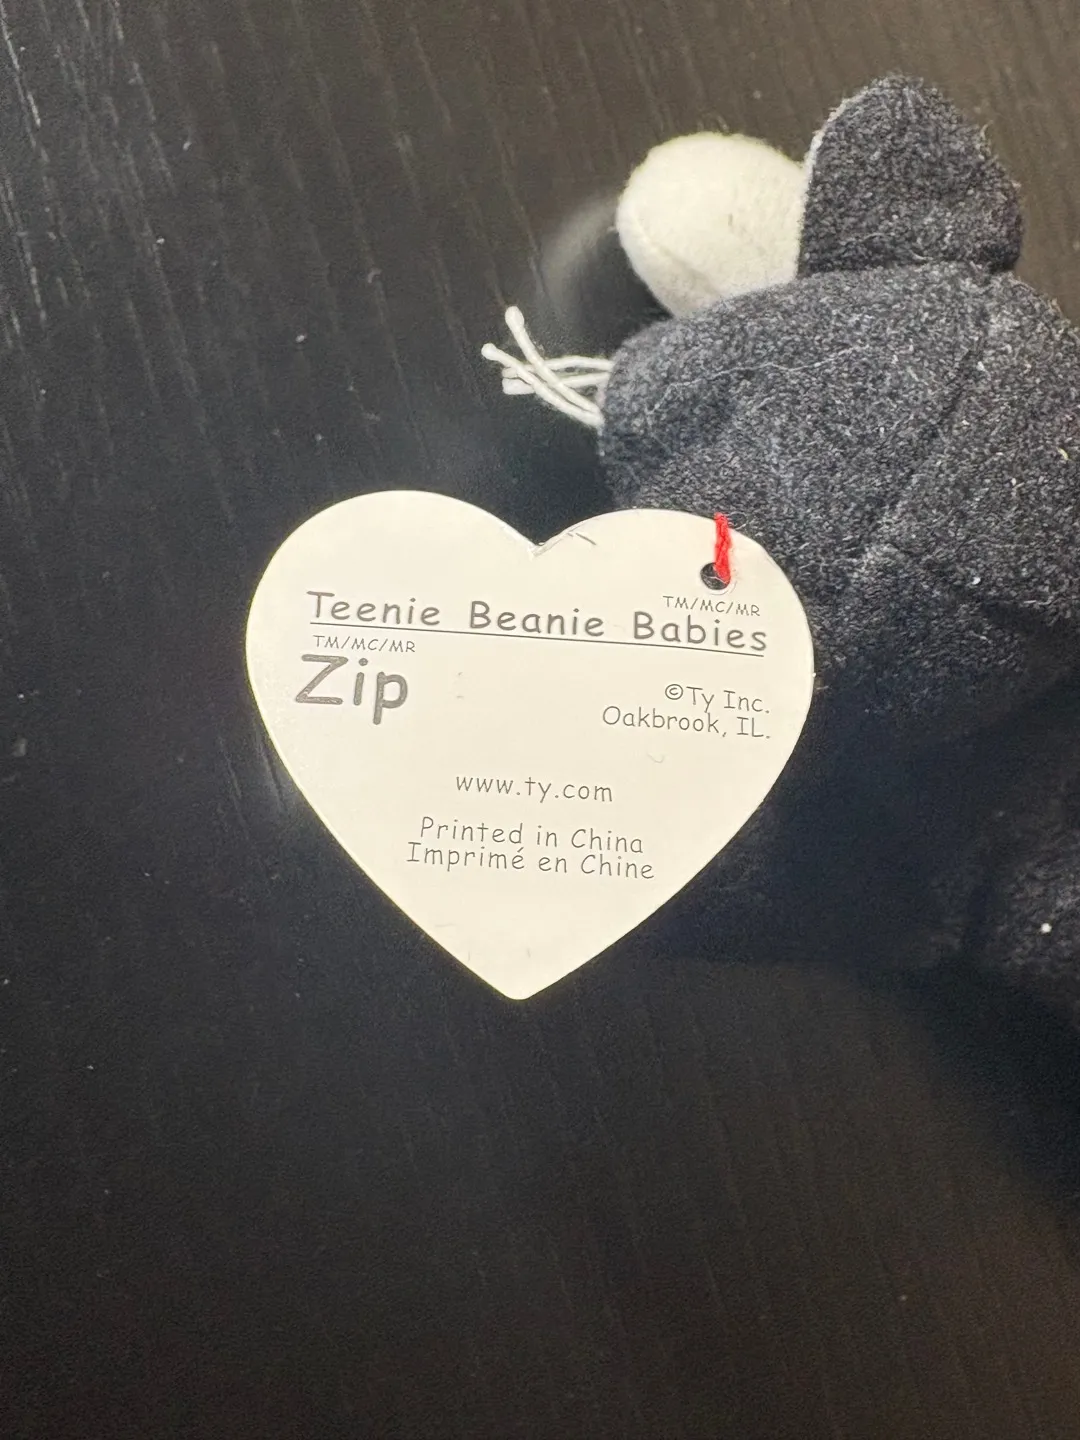 TM/MC/MR
Teenie Beanie Babies
TM/MC/MR
Zip
©Ty Inc.
Oakbrook, IL.
www.ty.com
Printed in China
Imprimé en Chine